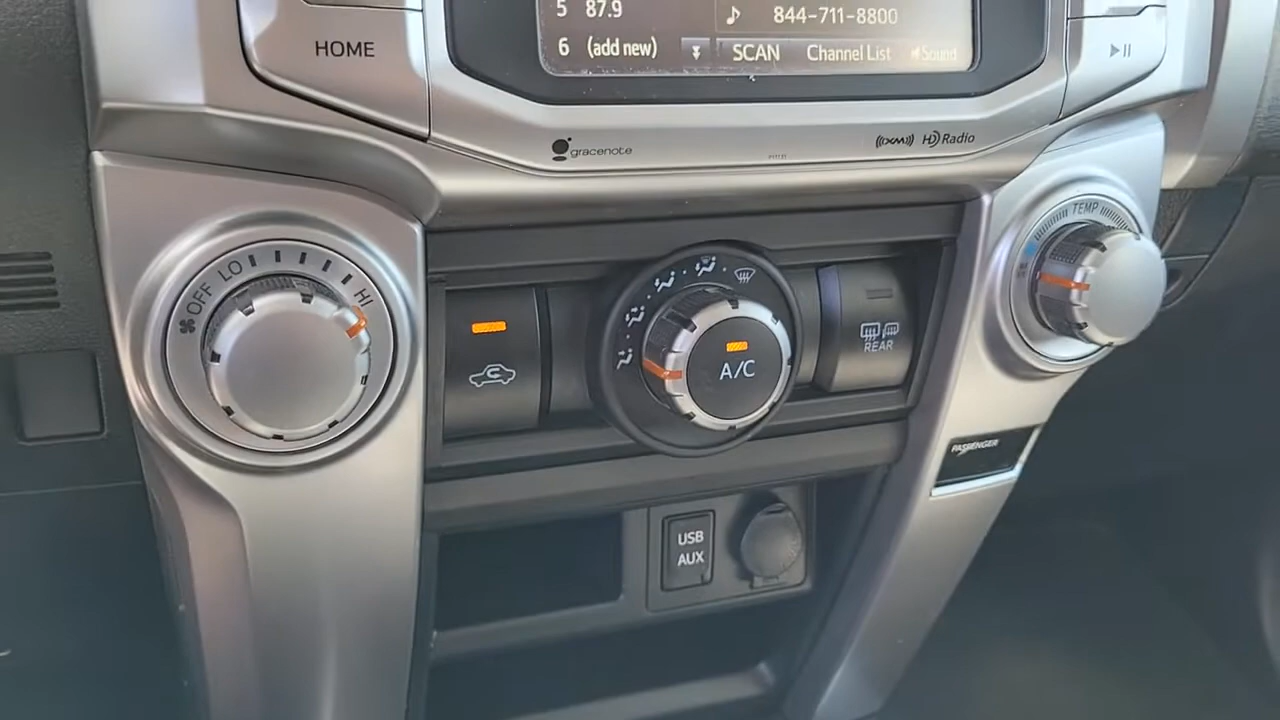 5 87.9
844-711-8800
6 (add new)
SCAN
Channel List
Sound
HOME
gracenote
((XM))
HD Radio
OFF LO HI
TEMP
A/C
REAR
PASSENGER
USB
AUX